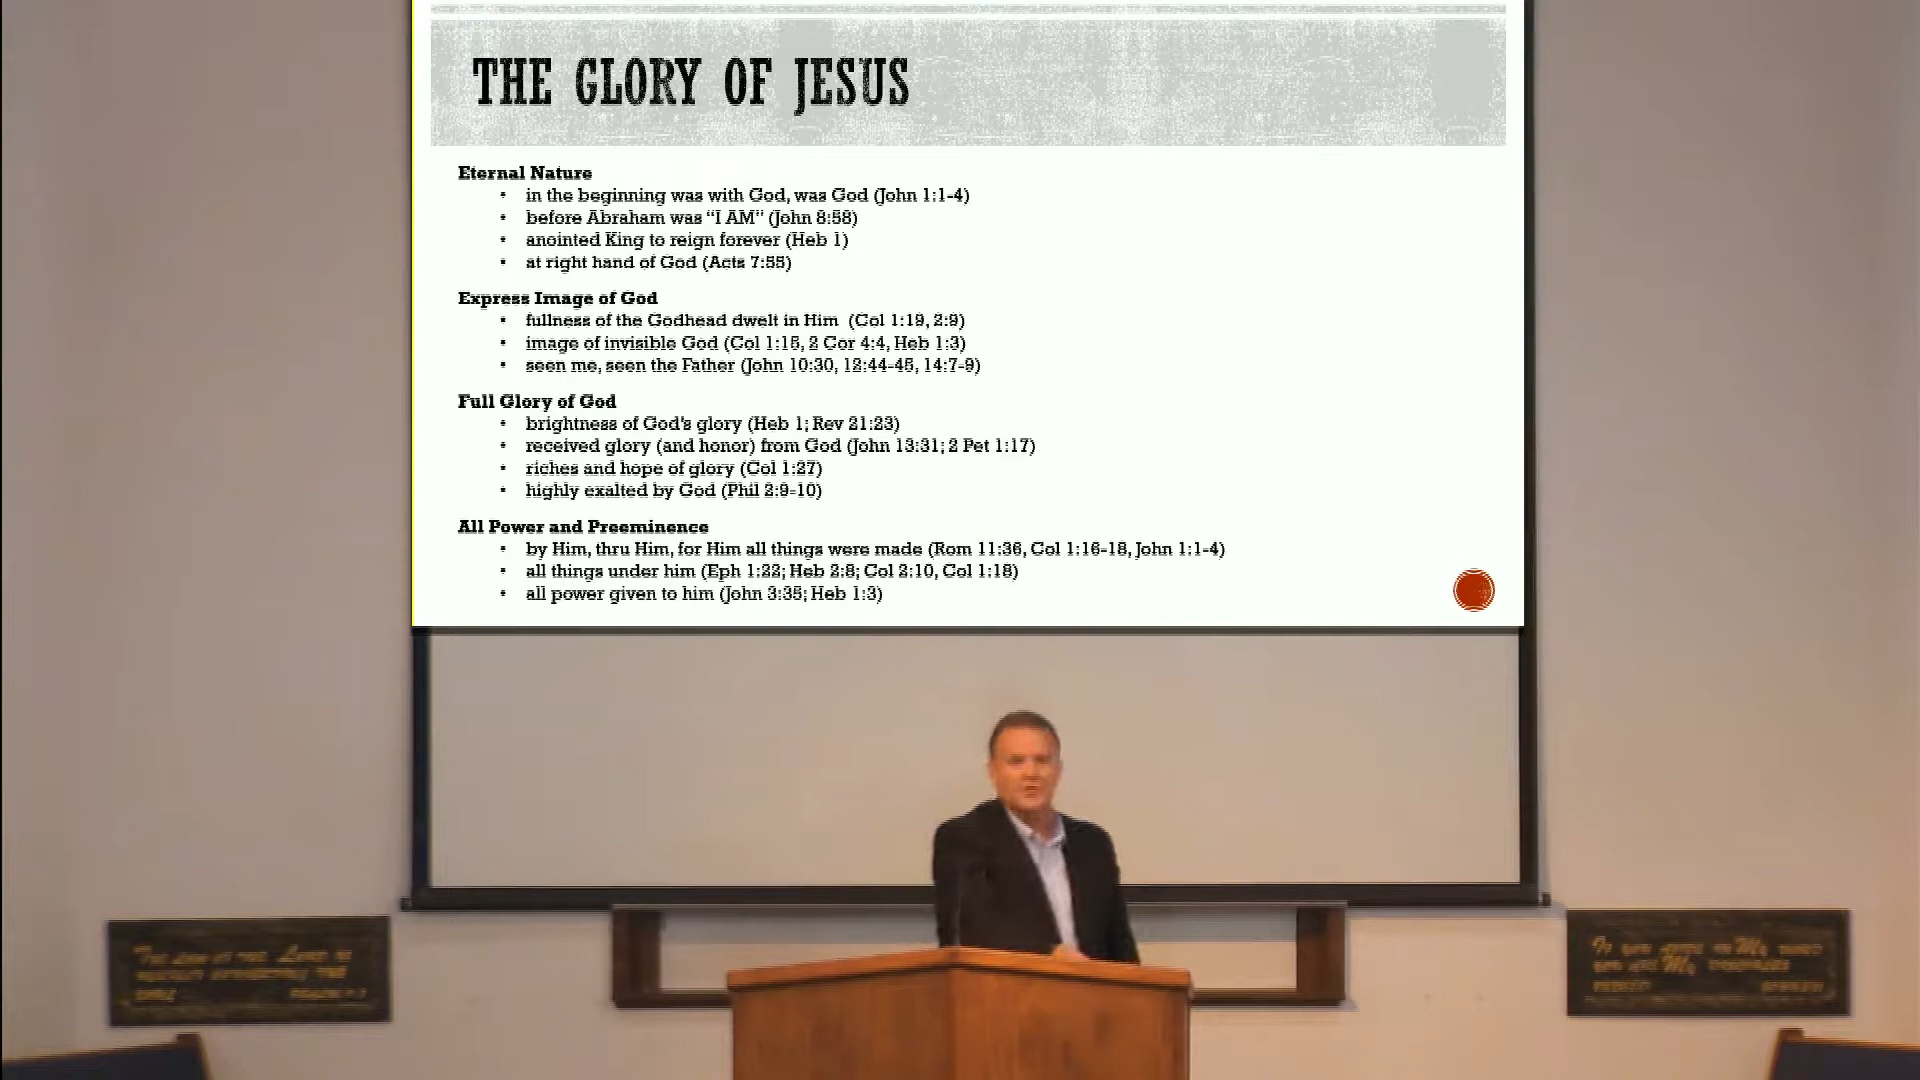 THE GLORY OF JESUS
Eternal Nature
• in the beginning was with God, was God (John 1:1-4)
• before Abraham was "I AM" (John 8:58)
• anointed King to reign forever (Heb 1)
• at right hand of God (Acts 7:55)
Express Image of God
• fullness of the Godhead dwelt in Him (Col 1:19, 2:9)
• image of invisible God (Col 1:15, 2 Cor 4:4, Heb 1:3)
• seen me, seen the Father (John 10:30, 12:44-45, 14:7-9)
Full Glory of God
• brightness of God's glory (Heb 1; Rev 21:23)
• received glory (and honor) from God (John 13:31; 2 Pet 1:17)
• riches and hope of glory (Col 1:27)
• highly exalted by God (Phil 2:9-10)
All Power and Preeminence
• by Him, thru Him, for Him all things were made (Rom 11:36, Col 1:16-18, John 1:1-4)
• all things under him (Eph 1:22; Heb 2:8; Col 2:10, Col 1:18)
• all power given to him (John 3:35; Heb 1:3)
The Law of the Lord is